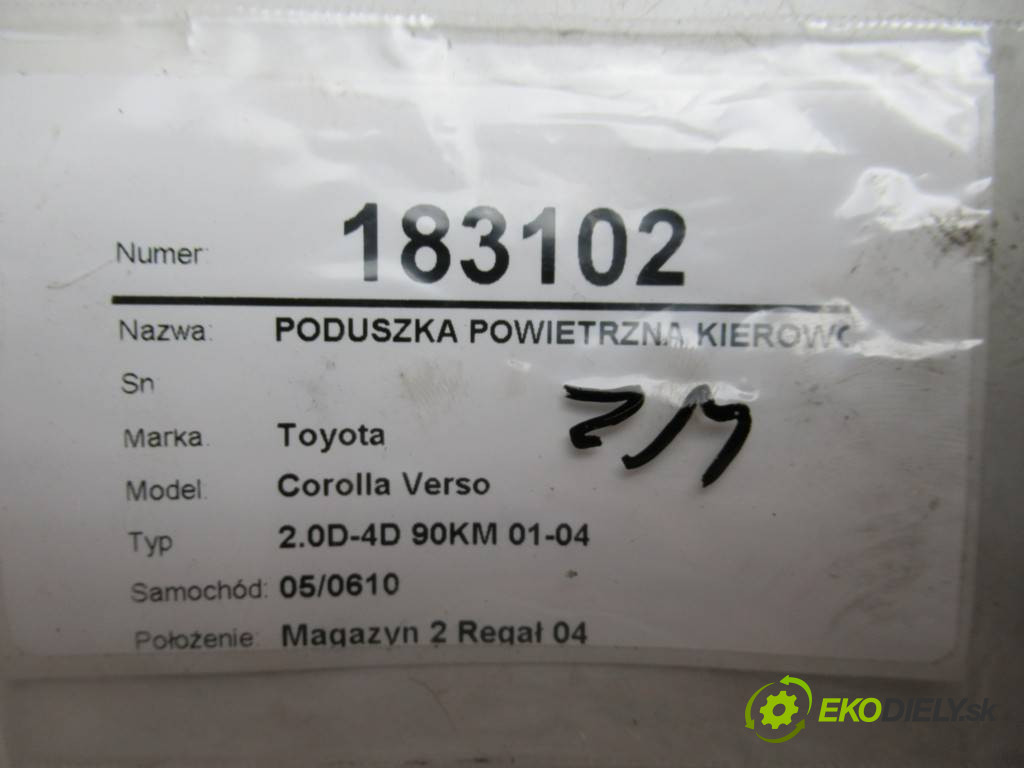 Numer: 183102
Nazwa: PODUSZKA POWIETRZNA KIEROWC
Sn
Marka Toyota
Model: Corolla Verso
Typ 2.0D-4D 90KM 01-04
Samochód: 05/0610
Położenie: Magazyn 2 Regał 04
EKODIELY.sk